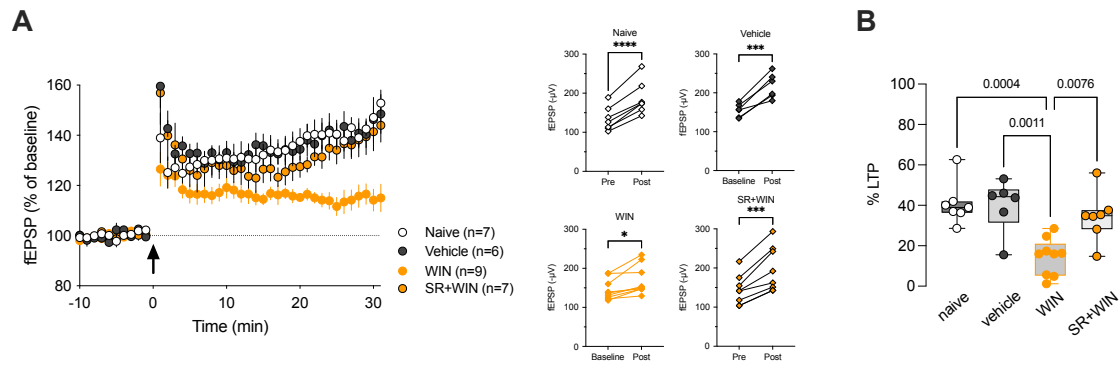 A
fEPSP (% of baseline)
160
140
120
100
80
-10
0
10
20
30
Time (min)
Naive (n=7)
Vehicle (n=6)
WIN (n=9)
SR+WIN (n=7)
Naive
****
fEPSP (-µV)
300
200
100
0
Pre
Post
Vehicle
***
fEPSP (-µV)
300
200
100
0
Baseline
Post
WIN
*
fEPSP (-µV)
300
200
150
100
0
Baseline
Post
SR+WIN
***
fEPSP (-µV)
300
200
150
100
0
Pre
Post
B
% LTP
100
80
60
40
20
0
0.0004
0.0076
0.0011
naive
vehicle
WIN
SR+WIN